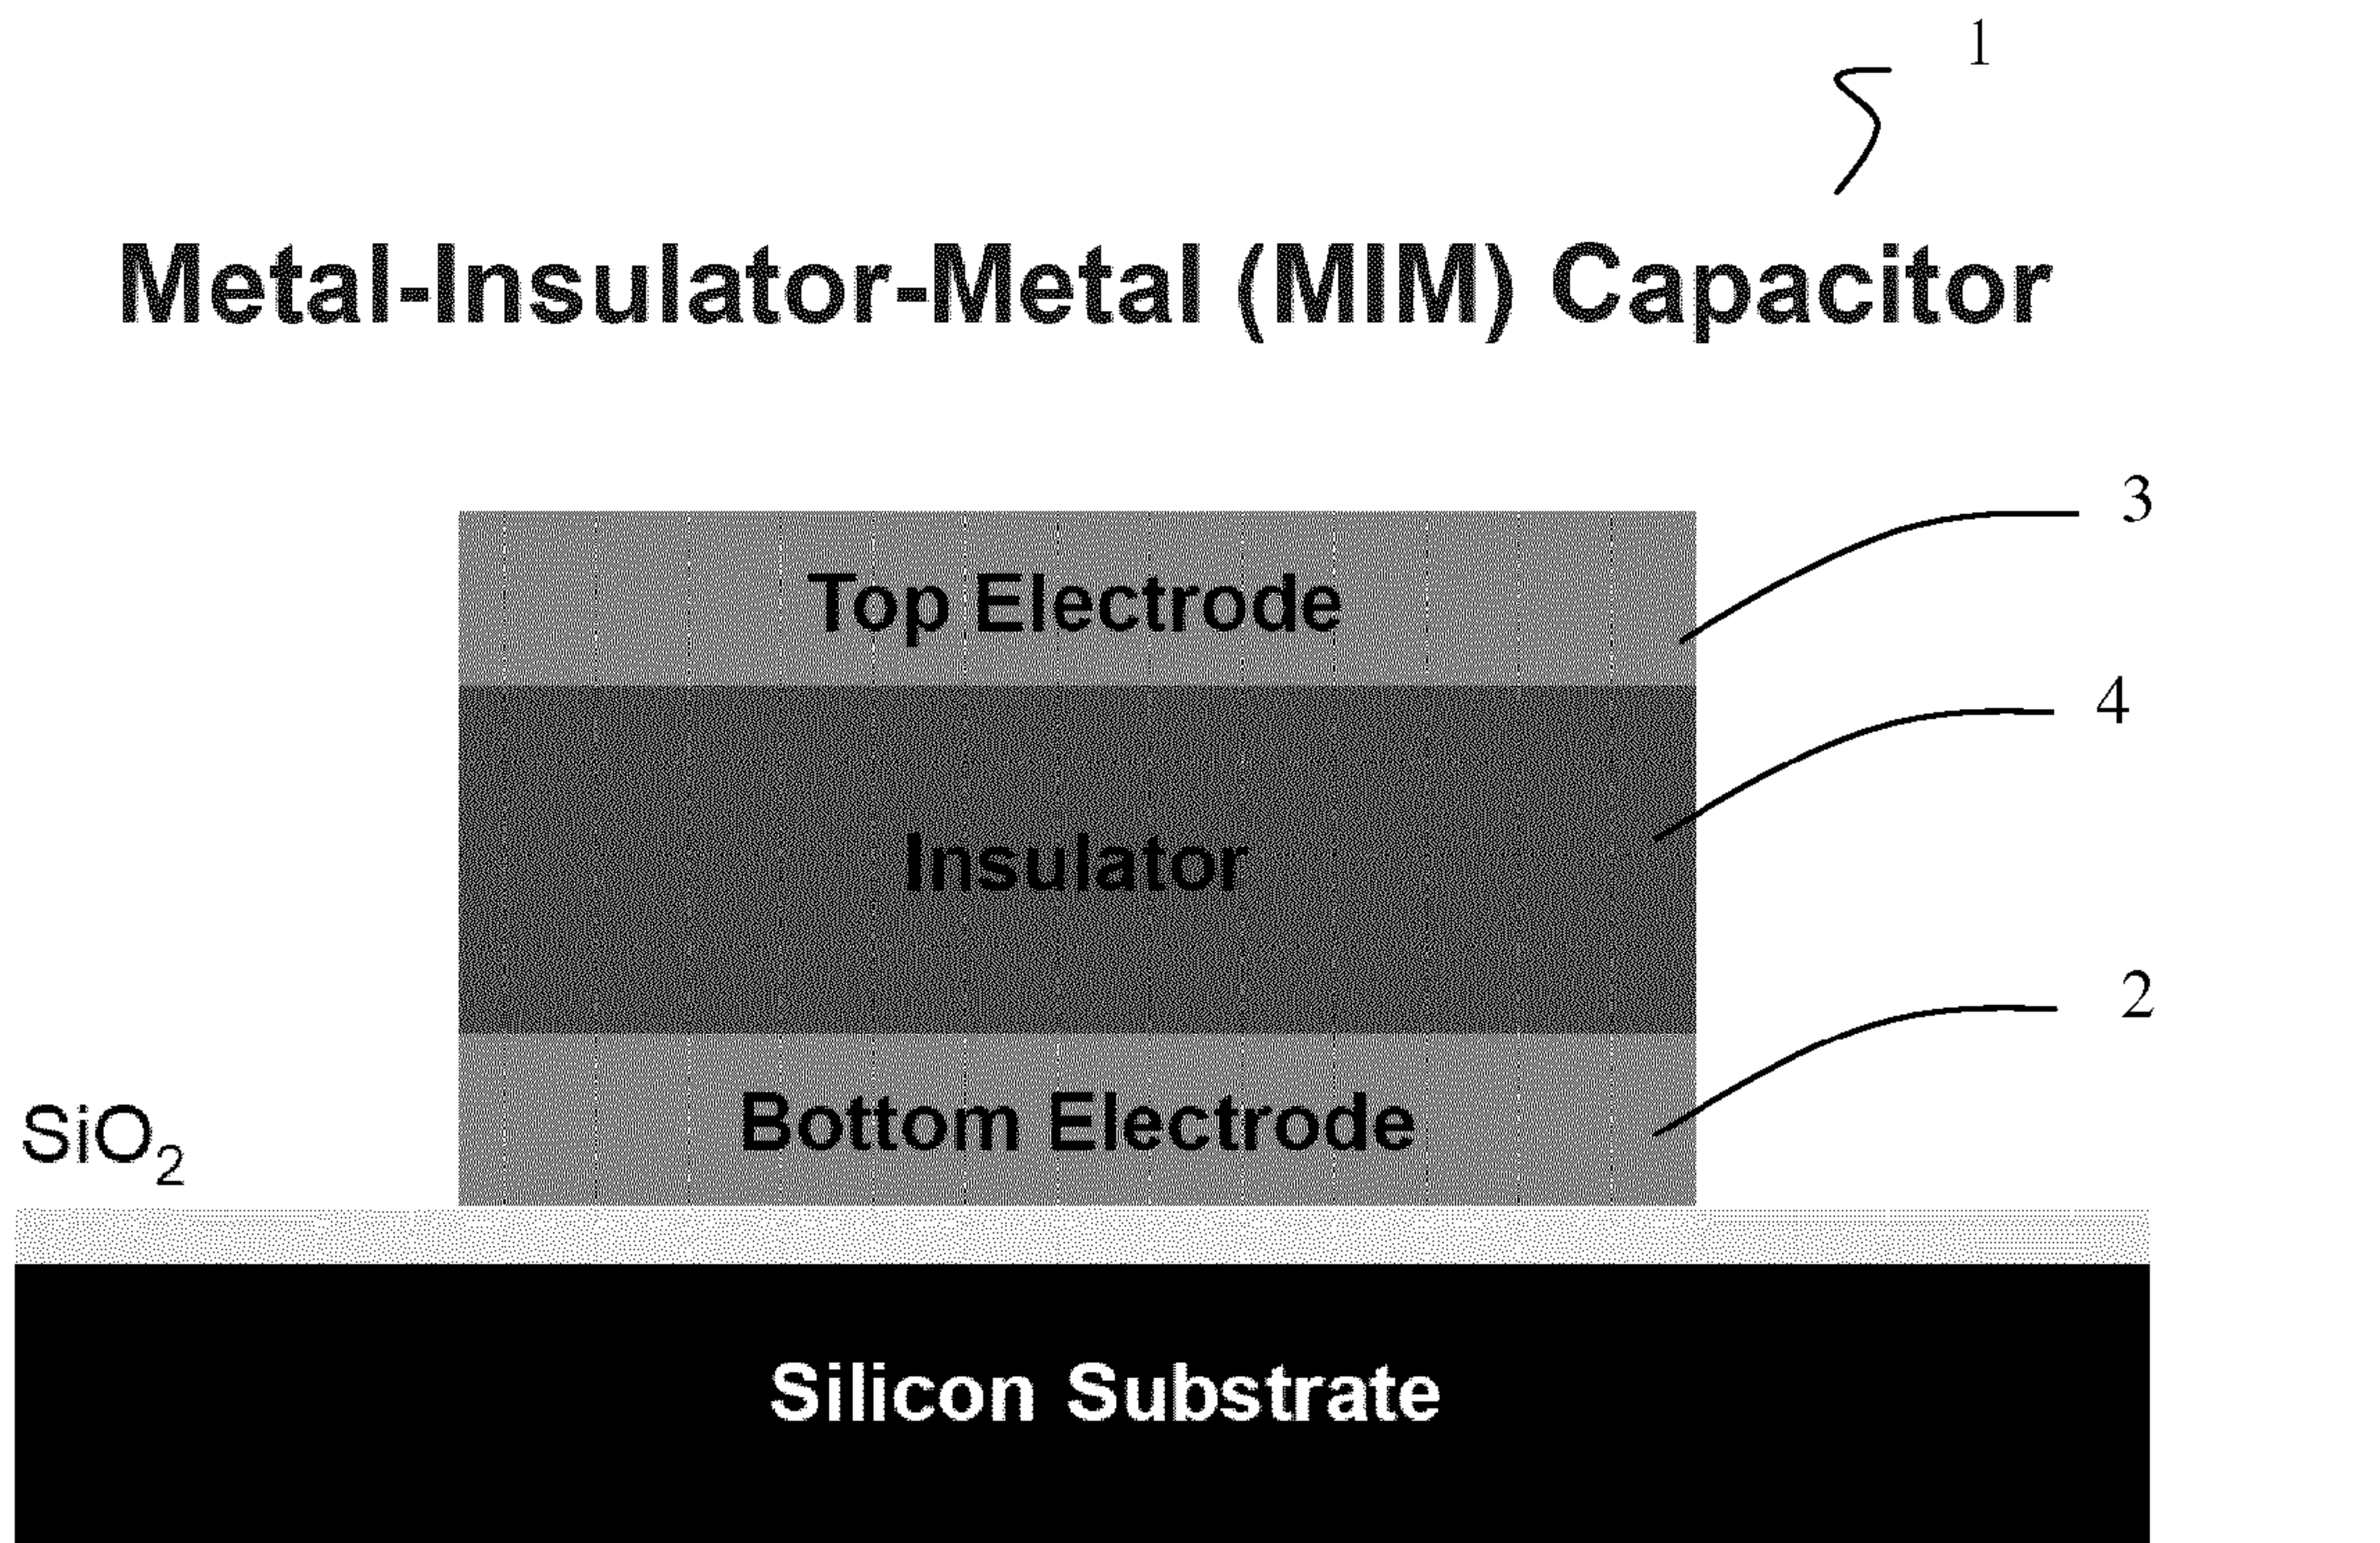 1
Metal-Insulator-Metal (MIM) Capacitor
3
Top Electrode
4
Insulator
2
Bottom Electrode
SiO₂
Silicon Substrate